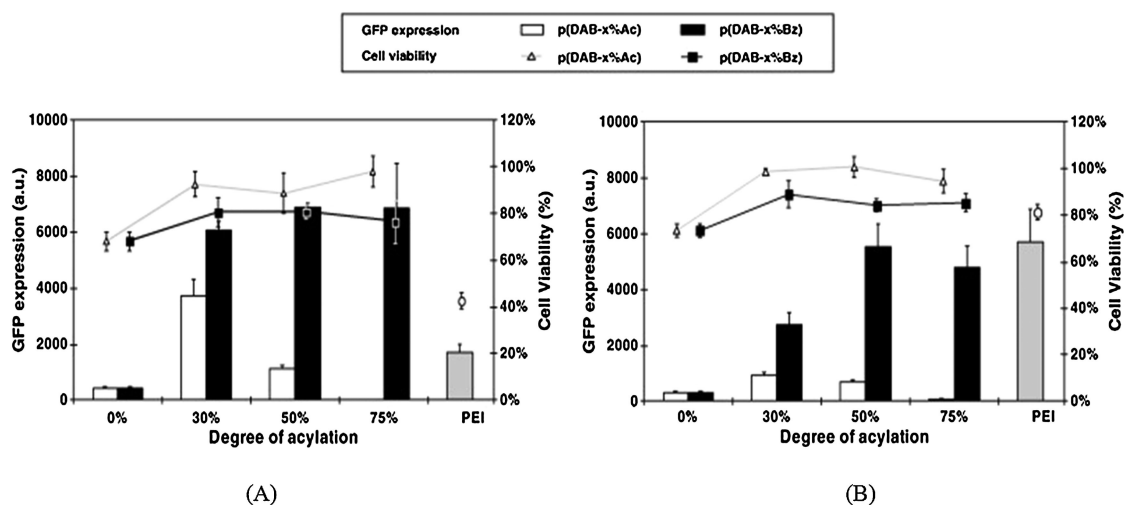 GFP expression p(DAB-x%Ac) p(DAB-x%Bz)
Cell viability p(DAB-x%Ac) p(DAB-x%Bz)
10000
8000
6000
4000
2000
0
GFP expression (a.u.)
120%
100%
80%
60%
40%
20%
0%
Cell Viability (%)
0% 30% 50% 75% PEI
Degree of acylation
(A)
10000
8000
6000
4000
2000
0
GFP expression (a.u.)
120%
100%
80%
60%
40%
20%
0%
Cell Viability (%)
0% 30% 50% 75% PEI
Degree of acylation
(B)